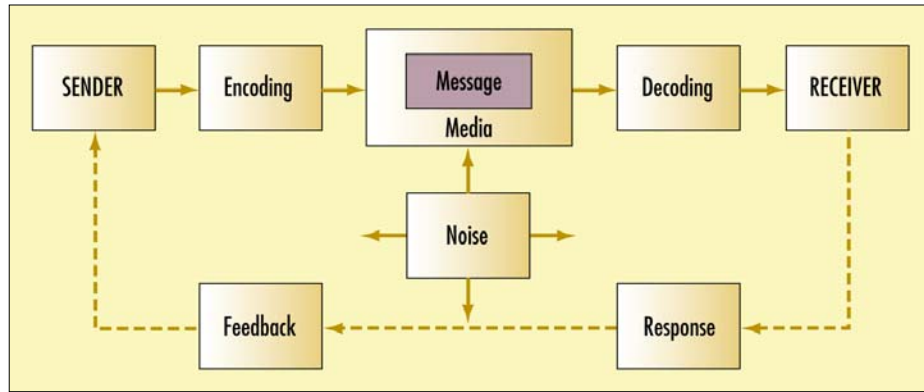 SENDER
Encoding
Message
Media
Decoding
RECEIVER
Noise
Feedback
Response